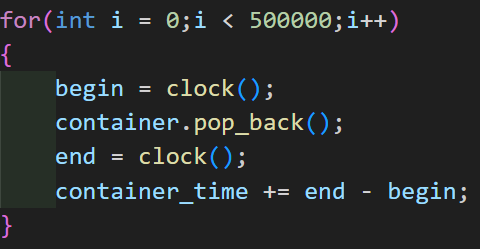 for(int i = 0;i < 500000;i++)
{
    begin = clock();
    container.pop_back();
    end = clock();
    container_time += end - begin;
}